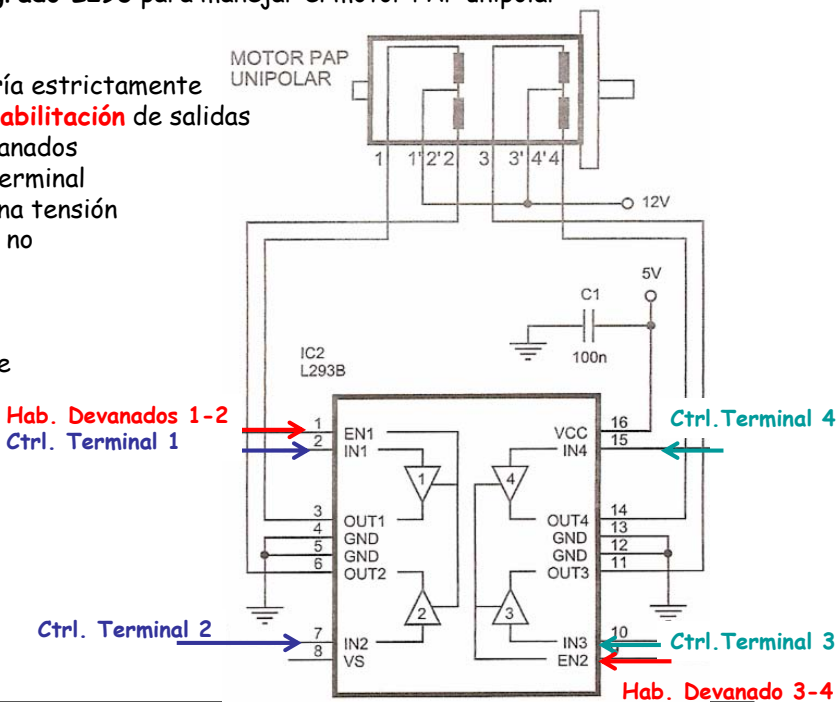 L293 para manejar el motor PAP unipolar
estrictamente
abilitación de salidas
anados
erminal
na tensión
no
e
MOTOR PAP
UNIPOLAR
1 1' 2' 2 3 3' 4' 4
12V
5V
C1
100n
IC2
L293B
Hab. Devanados 1-2
Ctrl. Terminal 1
Ctrl. Terminal 2
Ctrl.Terminal 4
Ctrl.Terminal 3
Hab. Devanado 3-4
1 EN1
2 IN1
3 OUT1
4 GND
5 GND
6 OUT2
7 IN2
8 VS
VCC 16
IN4 15
OUT4 14
GND 13
GND 12
OUT3 11
IN3 10
EN2
1
4
2
3